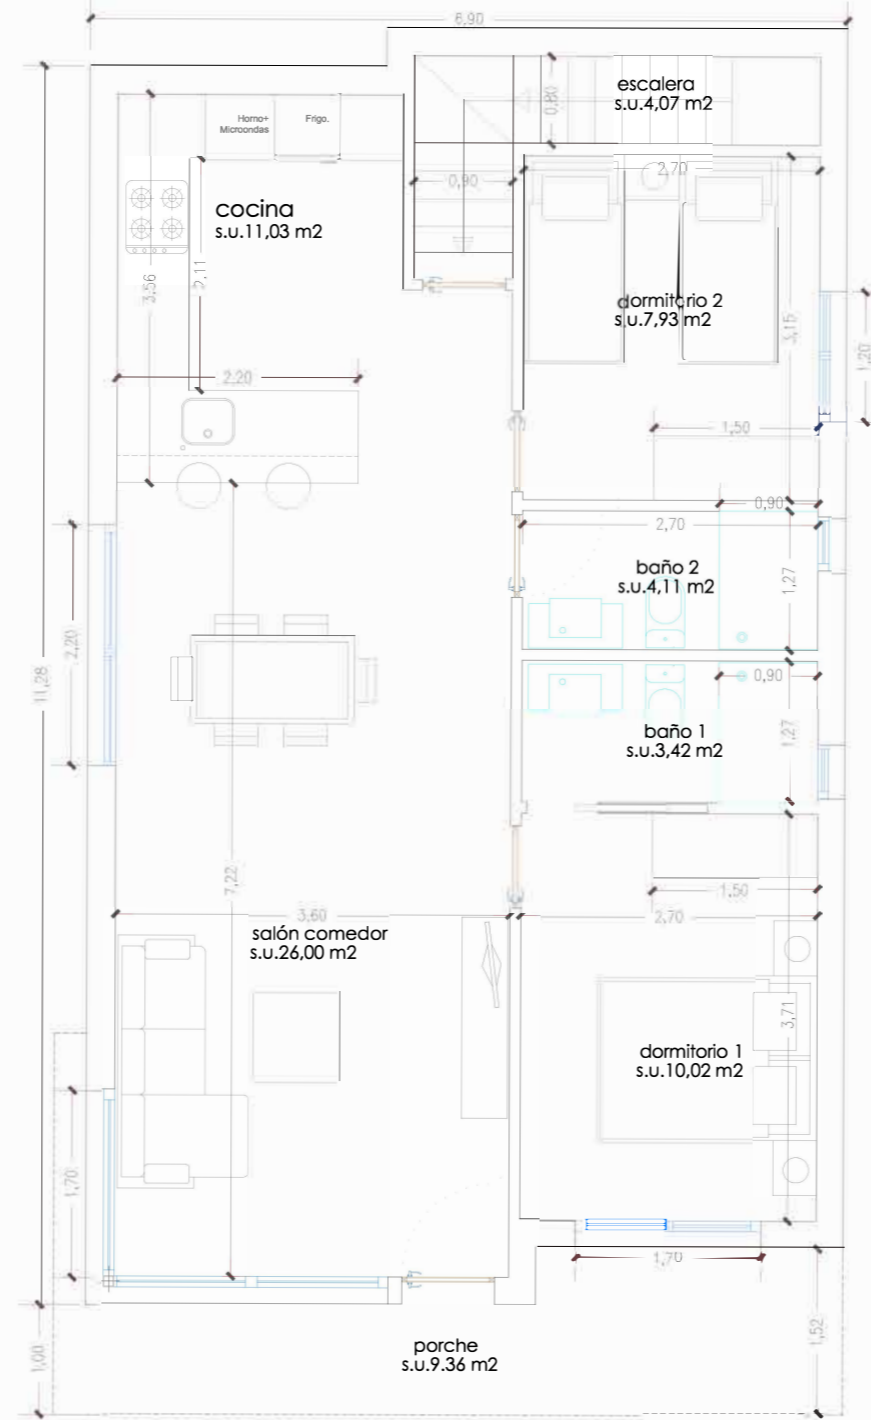 6,90
escalera
s.u.4,07 m2
0,80
Horno+
Microondas
Frigo.
2,70
0,90
cocina
s.u.11,03 m2
2,11
3,56
dormitorio 2
s.u.7,93 m2
3,15
1,20
2,20
1,50
0,90
2,70
baño 2
s.u.4,11 m2
1,27
2,20
11,28
0,90
baño 1
s.u.3,42 m2
1,27
7,22
1,50
3,60
2,70
salón comedor
s.u.26,00 m2
3,71
dormitorio 1
s.u.10,02 m2
1,70
1,70
1,52
porche
s.u.9.36 m2
1,00